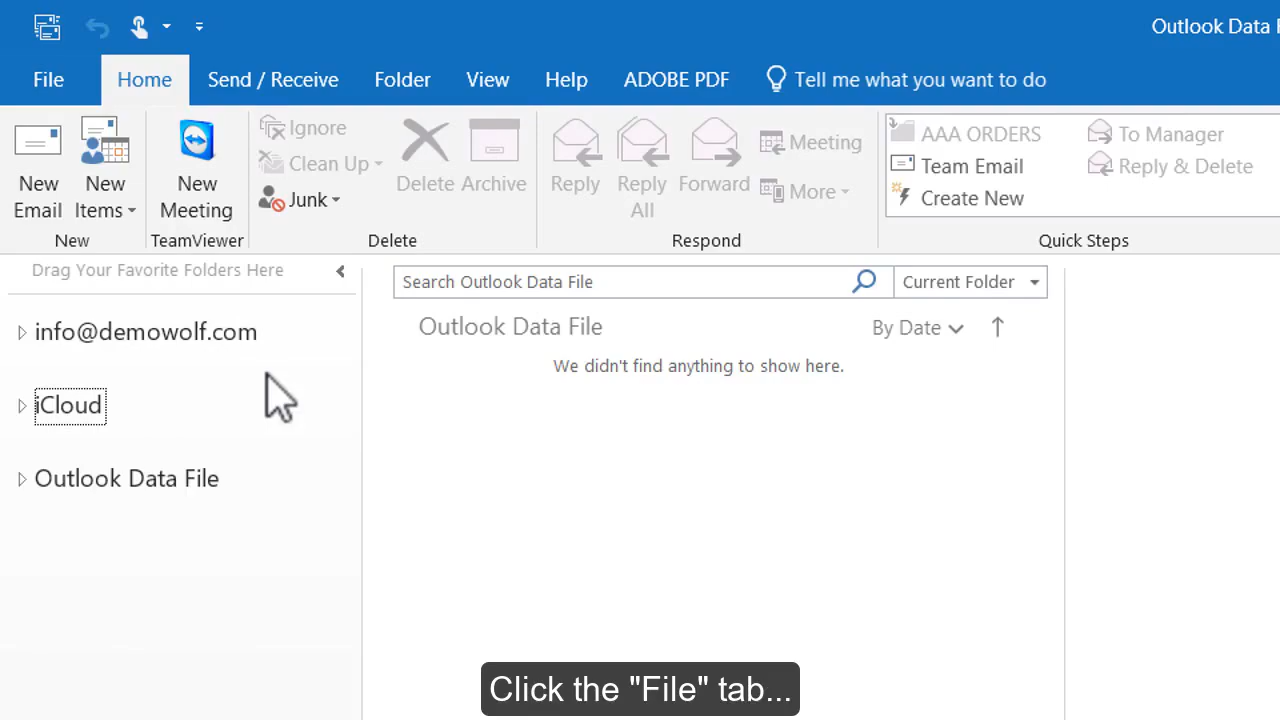 Outlook Data F
File Home Send / Receive Folder View Help ADOBE PDF Tell me what you want to do
New Email
New Items
New
New Meeting
TeamViewer
Ignore
Clean Up
Junk
Delete
Archive
Delete
Reply
Reply All
Forward
Meeting
More
Respond
AAA ORDERS
Team Email
Create New
To Manager
Reply & Delete
Quick Steps
Drag Your Favorite Folders Here
info@demowolf.com
iCloud
Outlook Data File
Search Outlook Data File
Current Folder
Outlook Data File
By Date
We didn't find anything to show here.
Click the "File" tab...